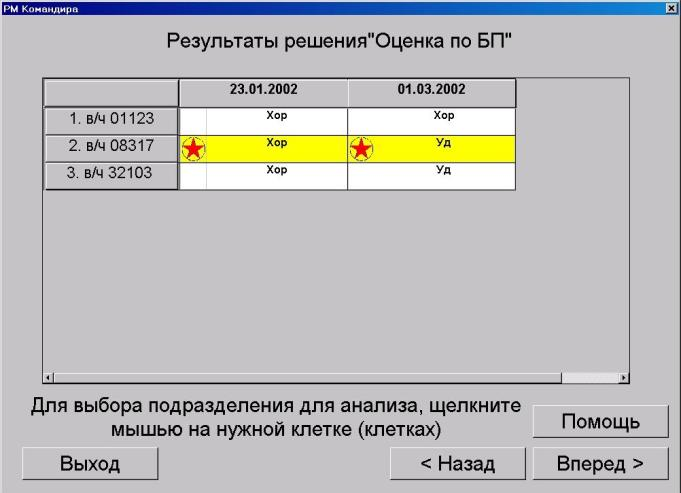 РМ Командира
Результаты решения"Оценка по БП"
23.01.2002 01.03.2002
1. в/ч 01123 Хор Хор
2. в/ч 08317 Хор Уд
3. в/ч 32103 Хор Уд
Для выбора подразделения для анализа, щелкните
мышью на нужной клетке (клетках)
Помощь
Выход < Назад Вперед >